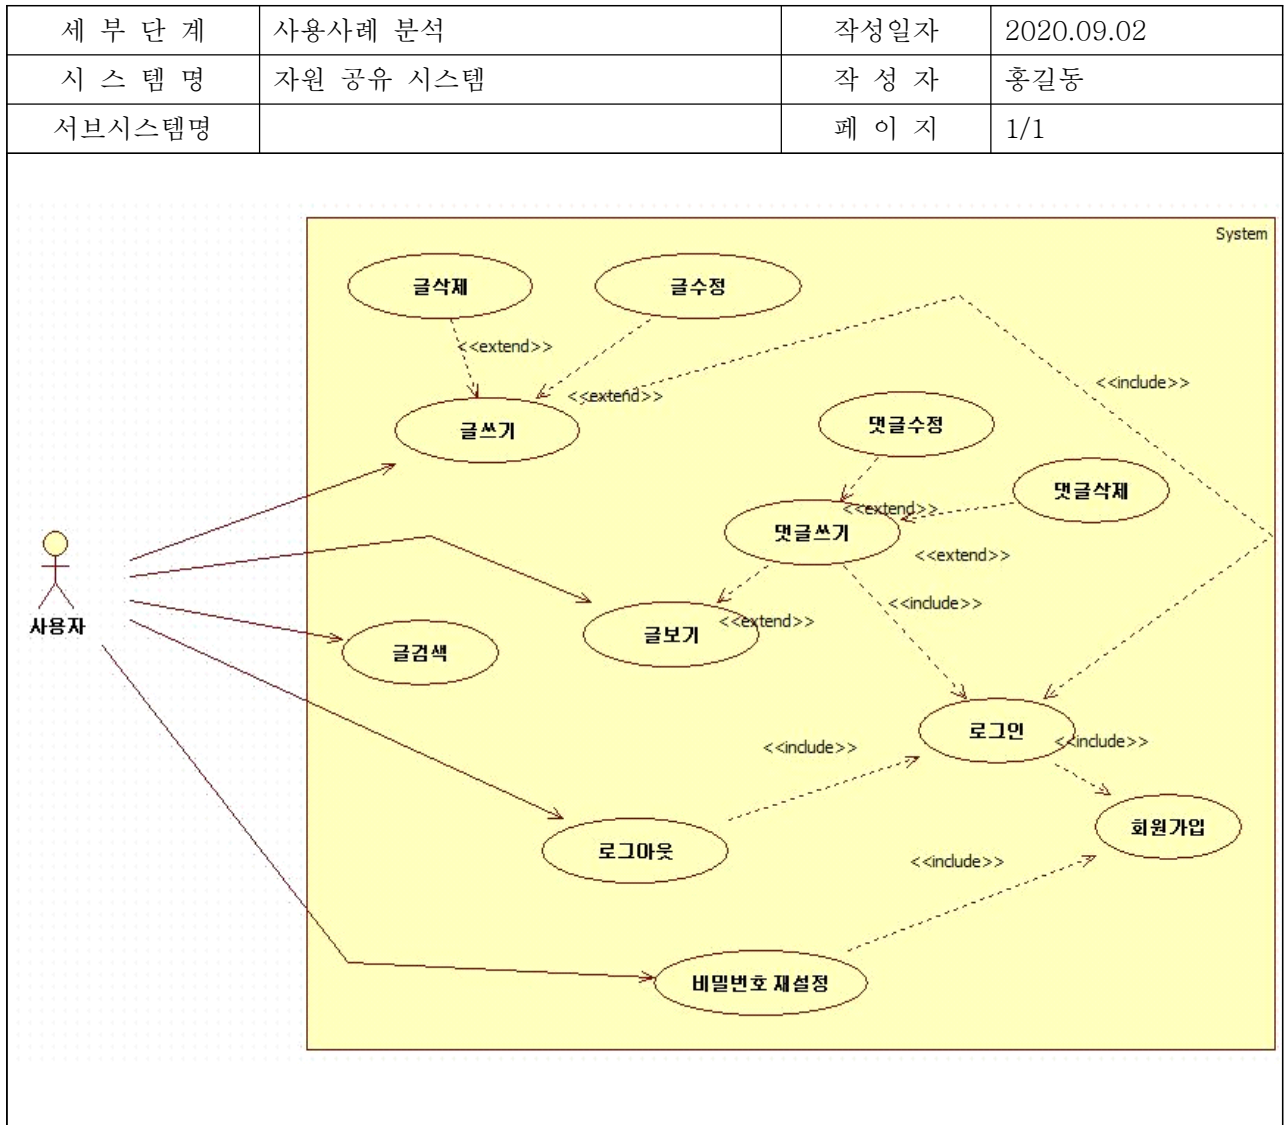 세 부 단 계 사용사례 분석 작성일자 2020.09.02
시 스 템 명 자원 공유 시스템 작 성 자 홍길동
서브시스템명 페 이 지 1/1
System
글삭제 글수정
<<extend>>
<<include>>
<<extend>>
글쓰기 댓글수정
댓글삭제
<<extend>>
댓글쓰기
<<extend>>
<<include>>
사용자 글보기 <<extend>>
글검색
로그인
<<include>> <<include>>
회원가입
로그아웃
<<include>>
비밀번호 재설정